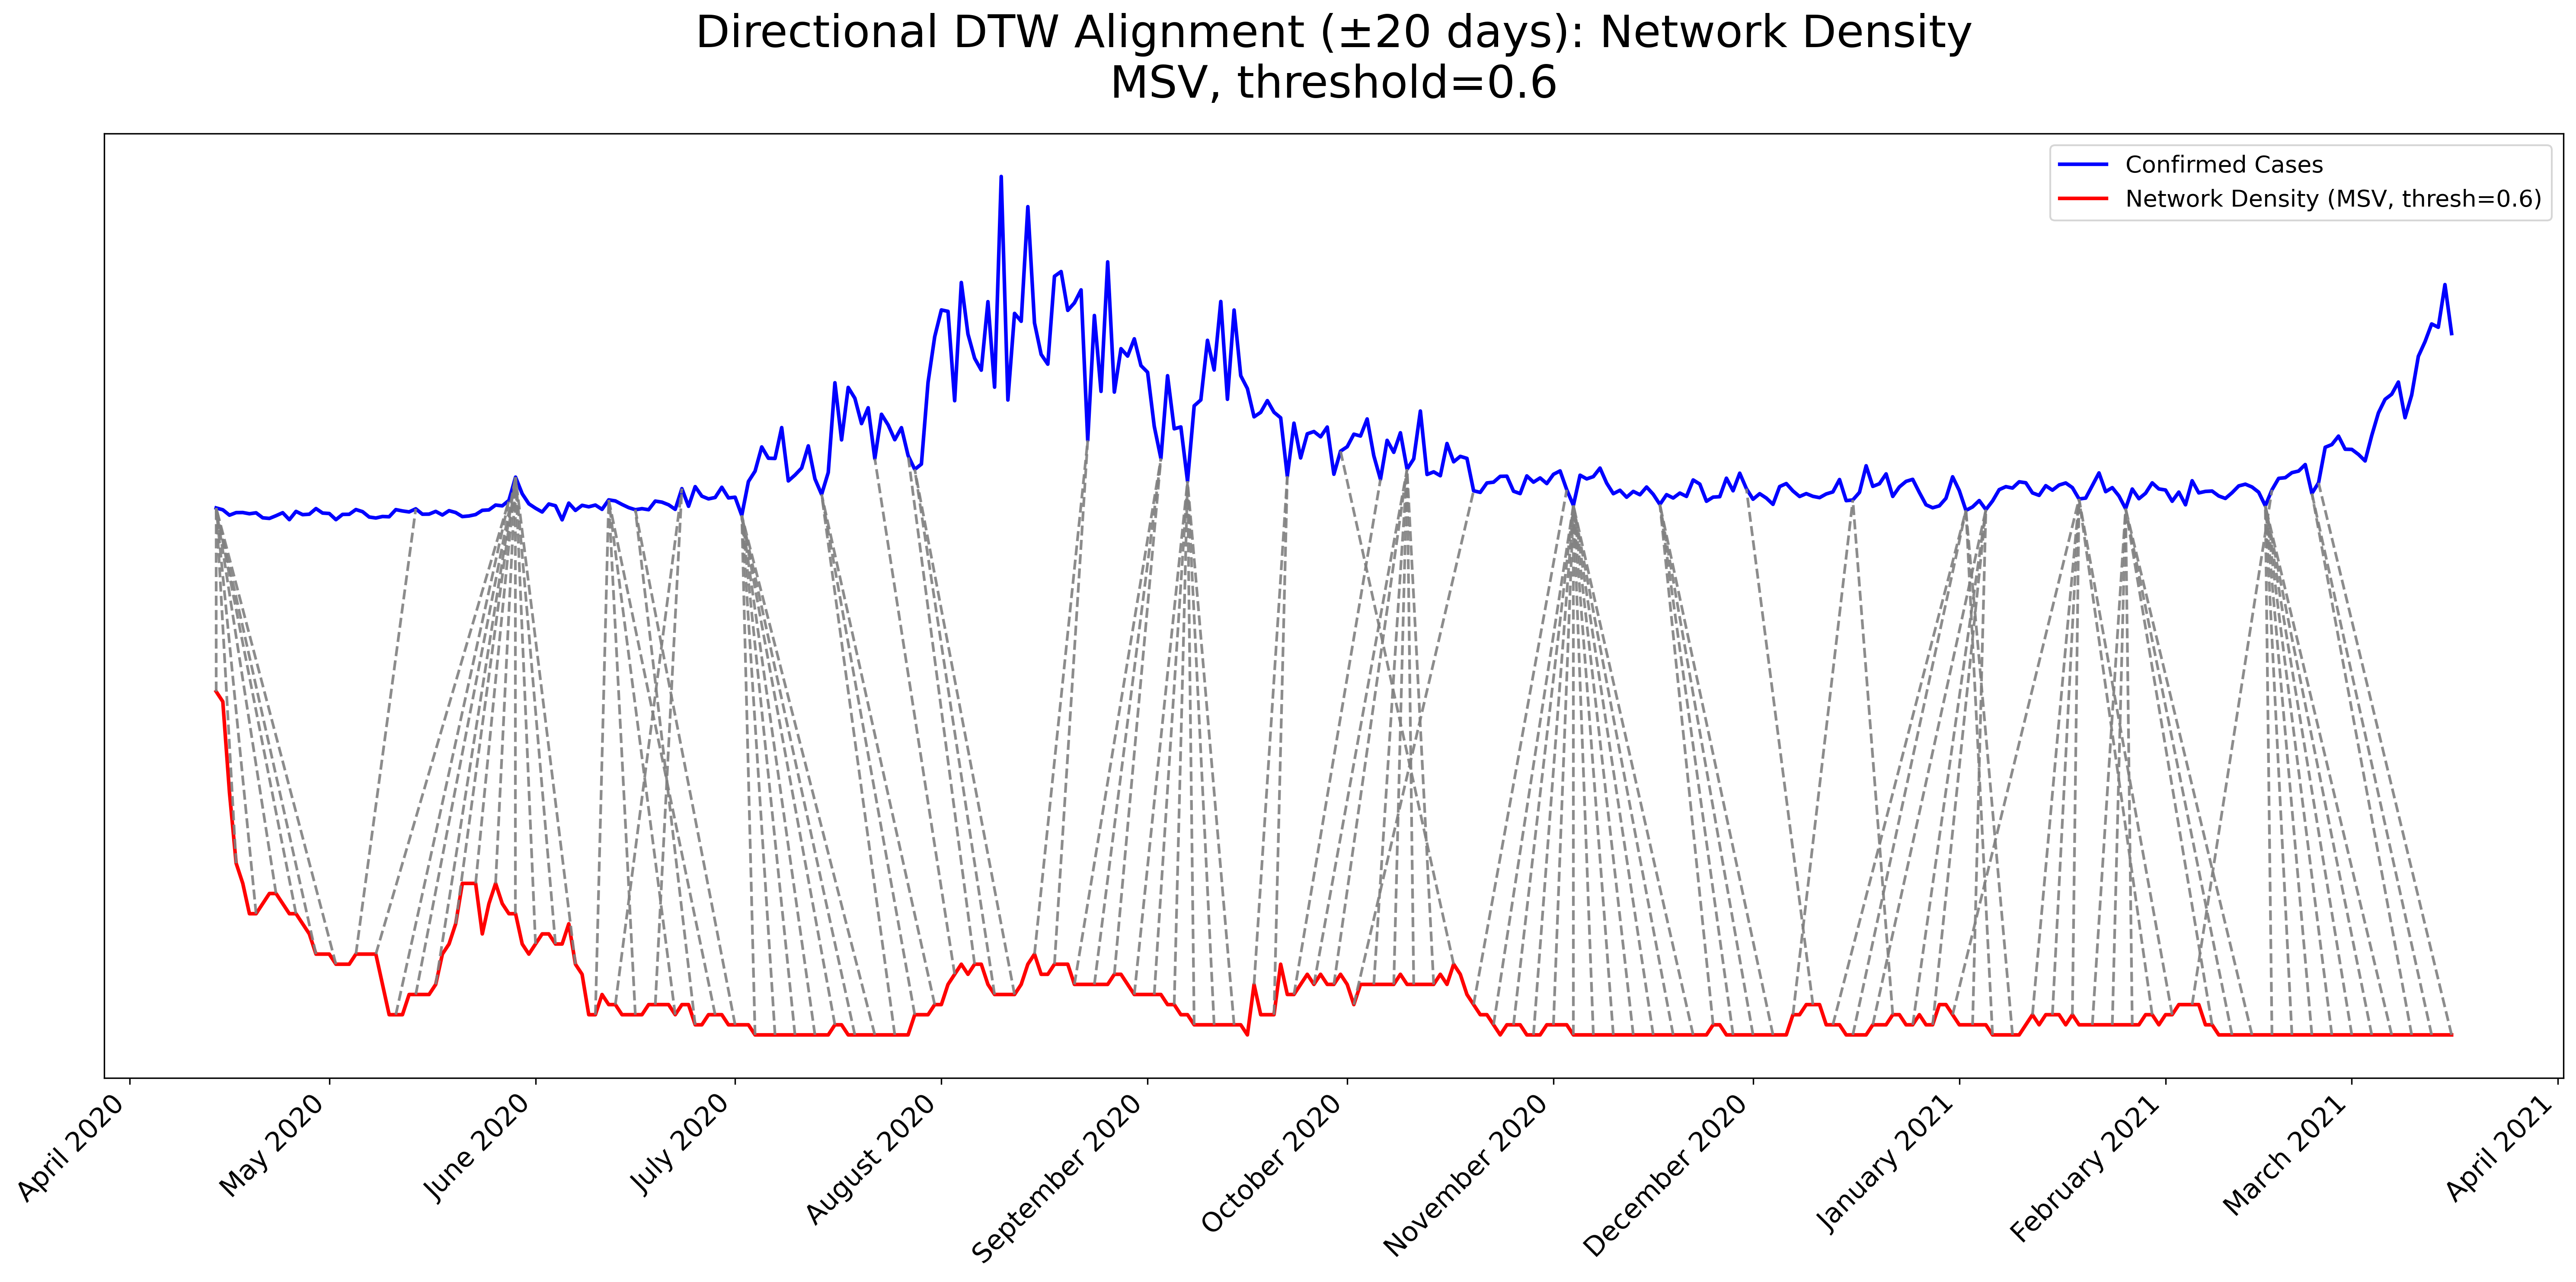 Directional DTW Alignment (±20 days): Network Density
MSV, threshold=0.6
Confirmed Cases
Network Density (MSV, thresh=0.6)
April 2020
May 2020
June 2020
July 2020
August 2020
September 2020
October 2020
November 2020
December 2020
January 2021
February 2021
March 2021
April 2021